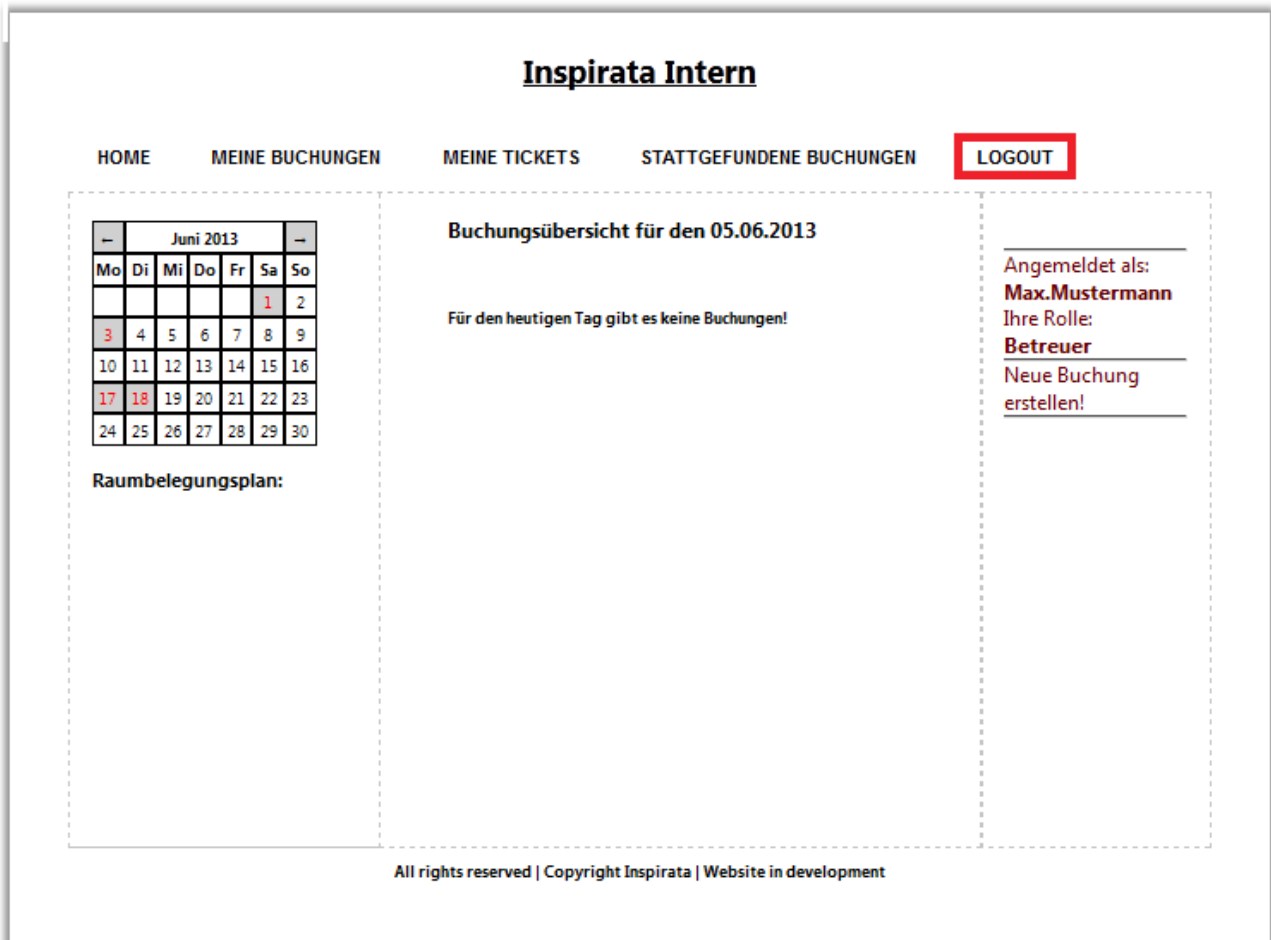 Inspirata Intern
HOME MEINE BUCHUNGEN MEINE TICKETS STATTGEFUNDENE BUCHUNGEN LOGOUT
← Juni 2013 →
Mo Di Mi Do Fr Sa So
1 2
3 4 5 6 7 8 9
10 11 12 13 14 15 16
17 18 19 20 21 22 23
24 25 26 27 28 29 30
Raumbelegungsplan:
Buchungsübersicht für den 05.06.2013
Für den heutigen Tag gibt es keine Buchungen!
Angemeldet als:
Max.Mustermann
Ihre Rolle:
Betreuer
Neue Buchung
erstellen!
All rights reserved | Copyright Inspirata | Website in development